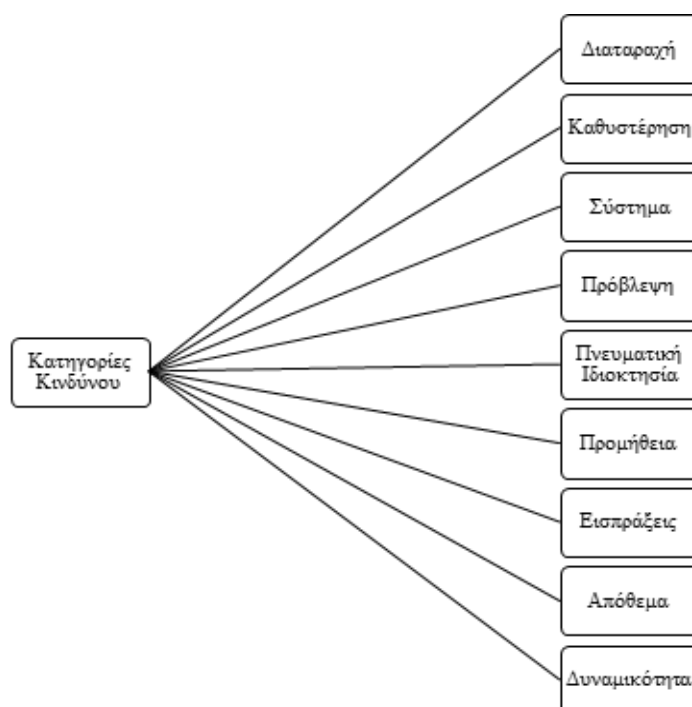 Διαταραχή
Καθυστέρηση
Σύστημα
Πρόβλεψη
Κατηγορίες
Κινδύνου
Πνευματική
Ιδιοκτησία
Προμήθεια
Εισπράξεις
Απόθεμα
Δυναμικότητα